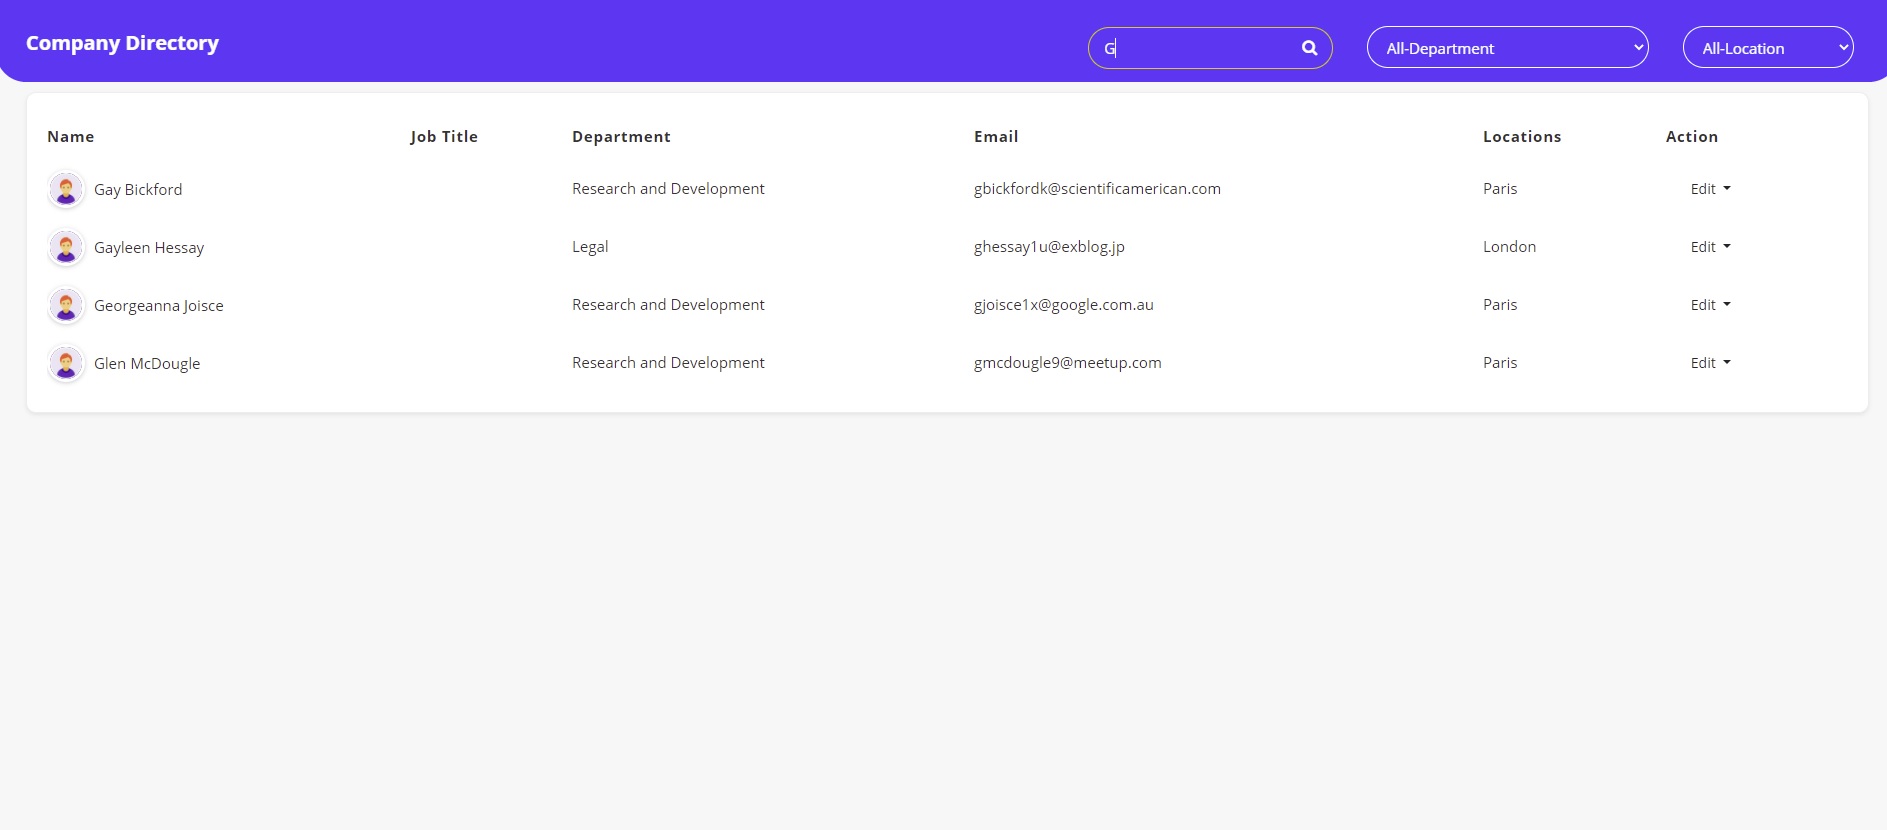 Company Directory
G
All-Department
All-Location
Name Job Title Department Email Locations Action
Gay Bickford Research and Development gbickfordk@scientificamerican.com Paris Edit
Gayleen Hessay Legal ghessay1u@exblog.jp London Edit
Georgeanna Joisce Research and Development gjoisce1x@google.com.au Paris Edit
Glen McDougle Research and Development gmcdougle9@meetup.com Paris Edit